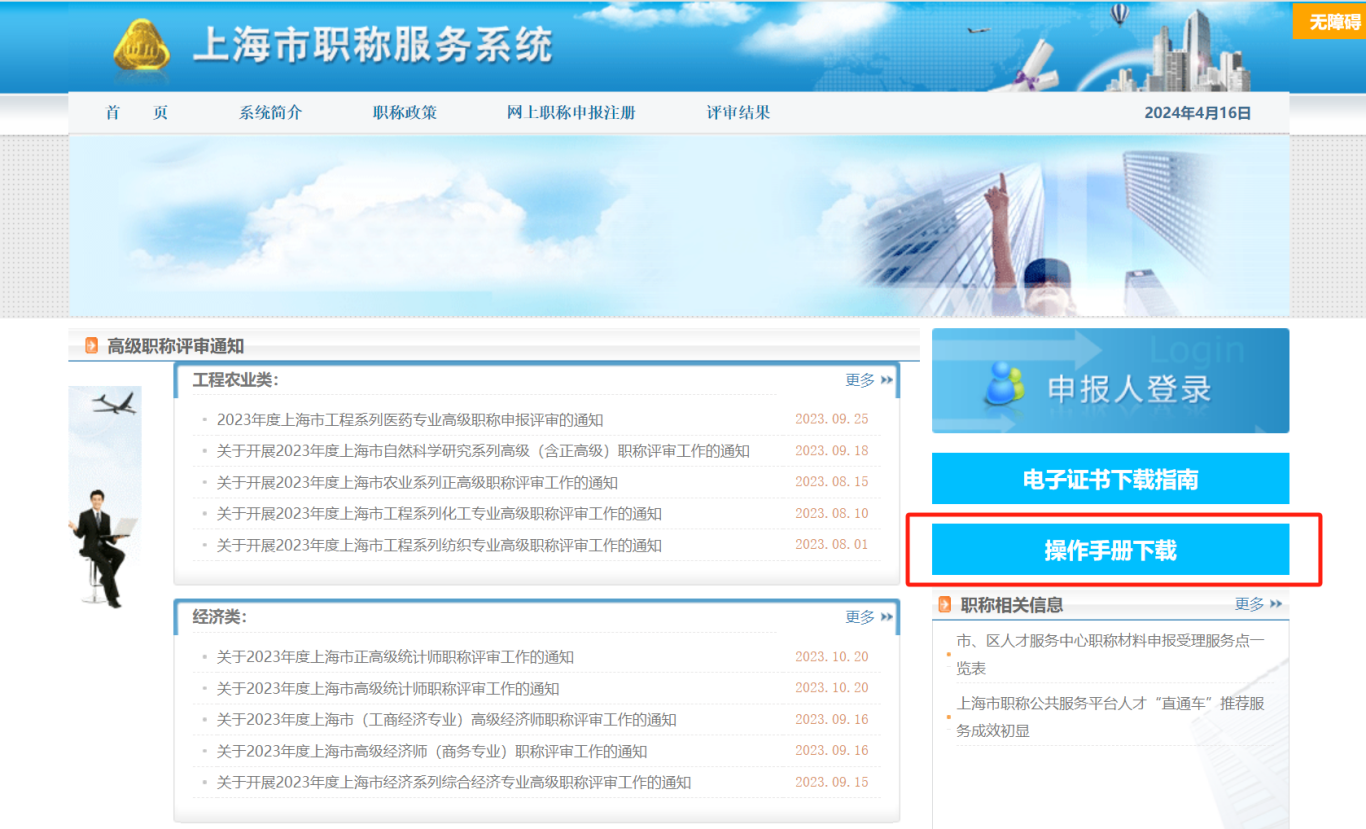 上海市职称服务系统
无障碍
首 页 系统简介 职称政策 网上职称申报注册 评审结果 2024年4月16日
高级职称评审通知
工程农业类： 更多
2023年度上海市工程系列医药专业高级职称申报评审的通知 2023.09.25
关于开展2023年度上海市自然科学研究系列高级（含正高级）职称评审工作的通知 2023.09.18
关于开展2023年度上海市农业系列正高级职称评审工作的通知 2023.08.15
关于开展2023年度上海市工程系列化工专业高级职称评审工作的通知 2023.08.10
关于开展2023年度上海市工程系列纺织专业高级职称评审工作的通知 2023.08.01
经济类： 更多
关于2023年度上海市正高级统计师职称评审工作的通知 2023.10.20
关于2023年度上海市高级统计师职称评审工作的通知 2023.10.20
关于2023年度上海市（工商经济专业）高级经济师职称评审工作的通知 2023.09.16
关于2023年度上海市高级经济师（商务专业）职称评审工作的通知 2023.09.16
关于开展2023年度上海市经济系列综合经济专业高级职称评审工作的通知 2023.09.15
Login
申报人登录
电子证书下载指南
操作手册下载
职称相关信息 更多
市、区人才服务中心职称材料申报受理服务点一
览表
上海市职称公共服务平台人才“直通车”推荐服
务成效初显